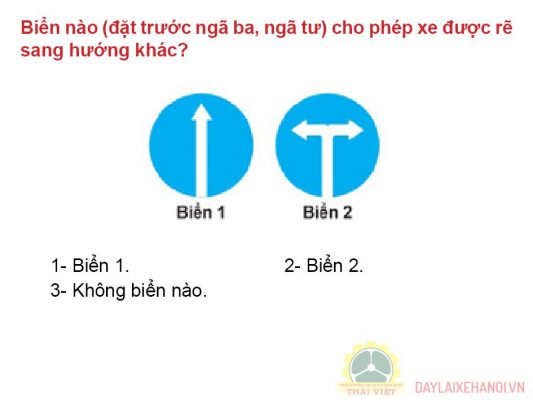 Biển nào (đặt trước ngã ba, ngã tư) cho phép xe được rẽ
sang hướng khác?
Biển 1
Biển 2
1- Biển 1.
2- Biển 2.
3- Không biển nào.
THÁI VIỆT
DAYLAIXEHANOI.VN